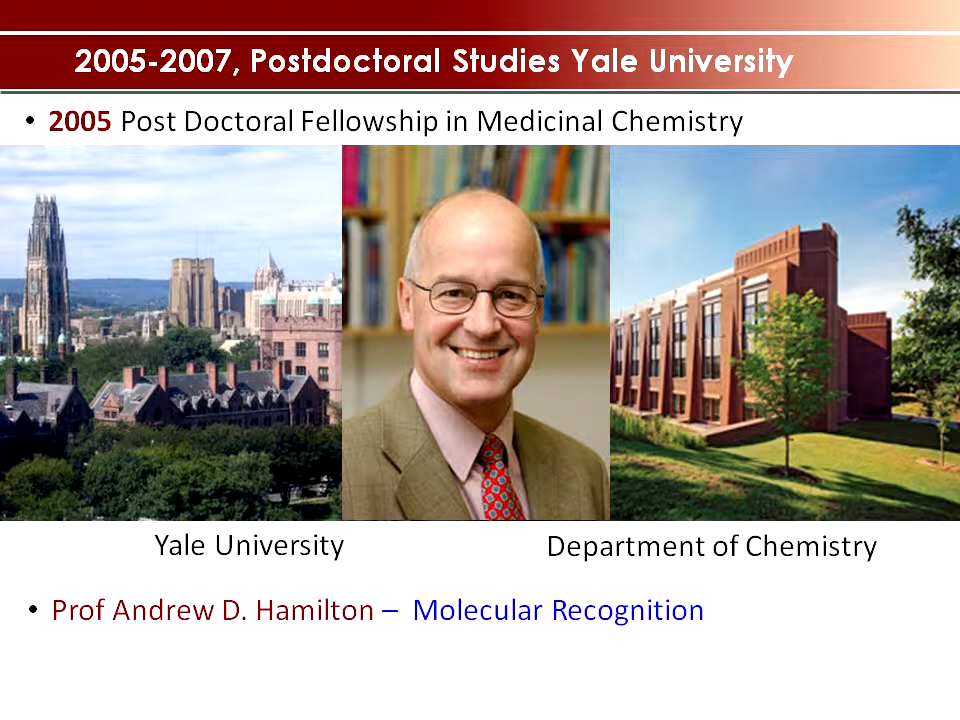 2005-2007, Postdoctoral Studies Yale University
• 2005 Post Doctoral Fellowship in Medicinal Chemistry
Yale University
Department of Chemistry
• Prof Andrew D. Hamilton – Molecular Recognition